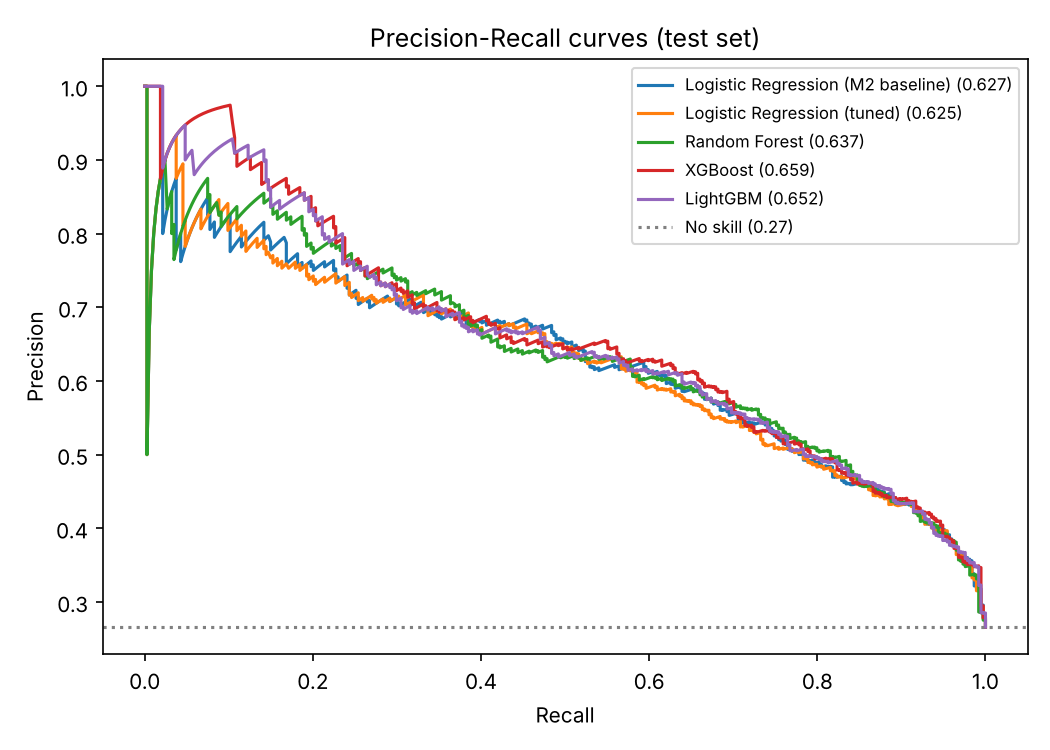 Precision-Recall curves (test set)
Logistic Regression (M2 baseline) (0.627)
Logistic Regression (tuned) (0.625)
Random Forest (0.637)
XGBoost (0.659)
LightGBM (0.652)
No skill (0.27)
Precision
1.0
0.9
0.8
0.7
0.6
0.5
0.4
0.3
0.0 0.2 0.4 0.6 0.8 1.0
Recall